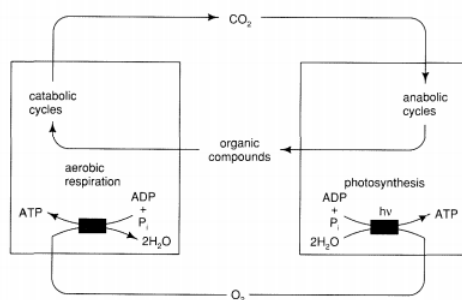 CO₂
catabolic
cycles
anabolic
cycles
organic
compounds
aerobic
respiration
photosynthesis
ATP
ADP
+
Pᵢ
2H₂O
ADP
+
Pᵢ
2H₂O
hν
ATP
O₂